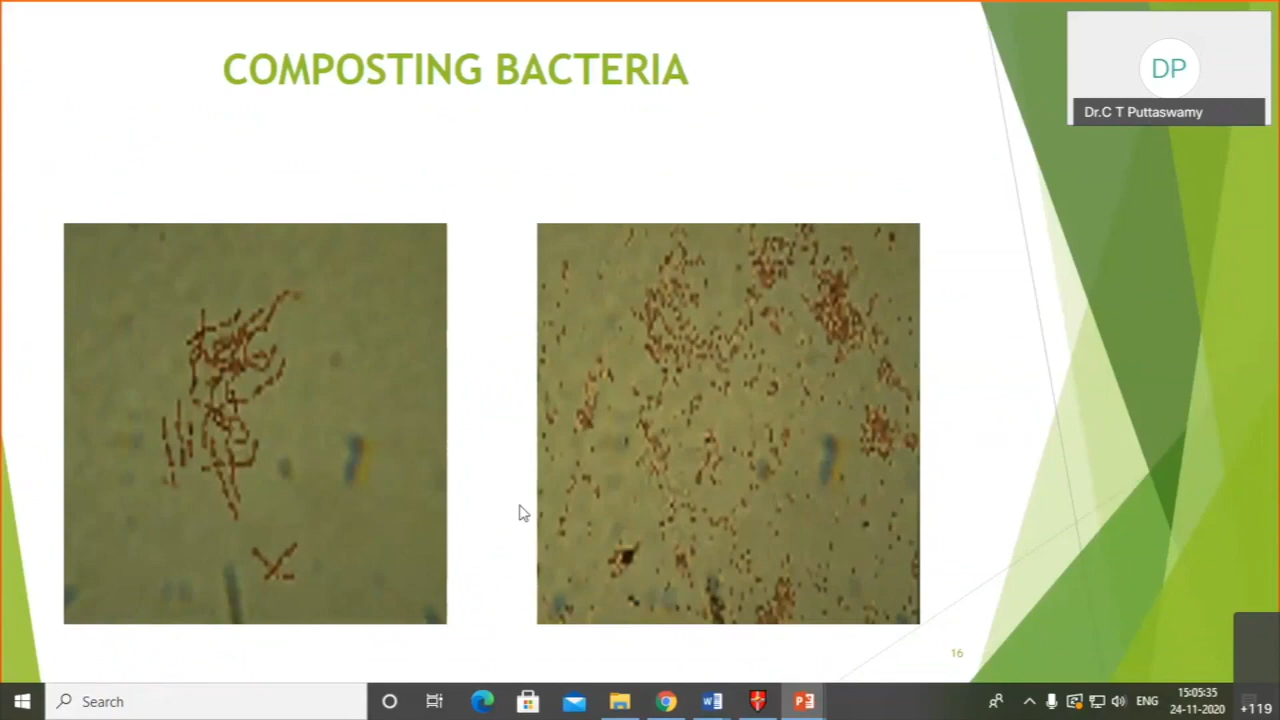 COMPOSTING BACTERIA
DP
Dr.C T Puttaswamy
16
Search
ENG
15:05:35
24-11-2020
+119